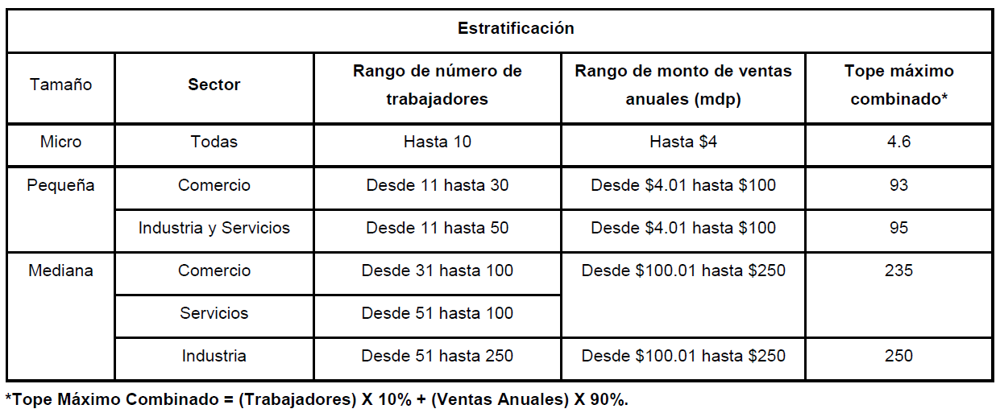 Estratificación
Tamaño
Sector
Rango de número de
trabajadores
Rango de monto de ventas
anuales (mdp)
Tope máximo
combinado*
Micro
Todas
Hasta 10
Hasta $4
4.6
Pequeña
Comercio
Desde 11 hasta 30
Desde $4.01 hasta $100
93
Industria y Servicios
Desde 11 hasta 50
Desde $4.01 hasta $100
95
Mediana
Comercio
Desde 31 hasta 100
Desde $100.01 hasta $250
235
Servicios
Desde 51 hasta 100
Industria
Desde 51 hasta 250
Desde $100.01 hasta $250
250
*Tope Máximo Combinado = (Trabajadores) X 10% + (Ventas Anuales) X 90%.